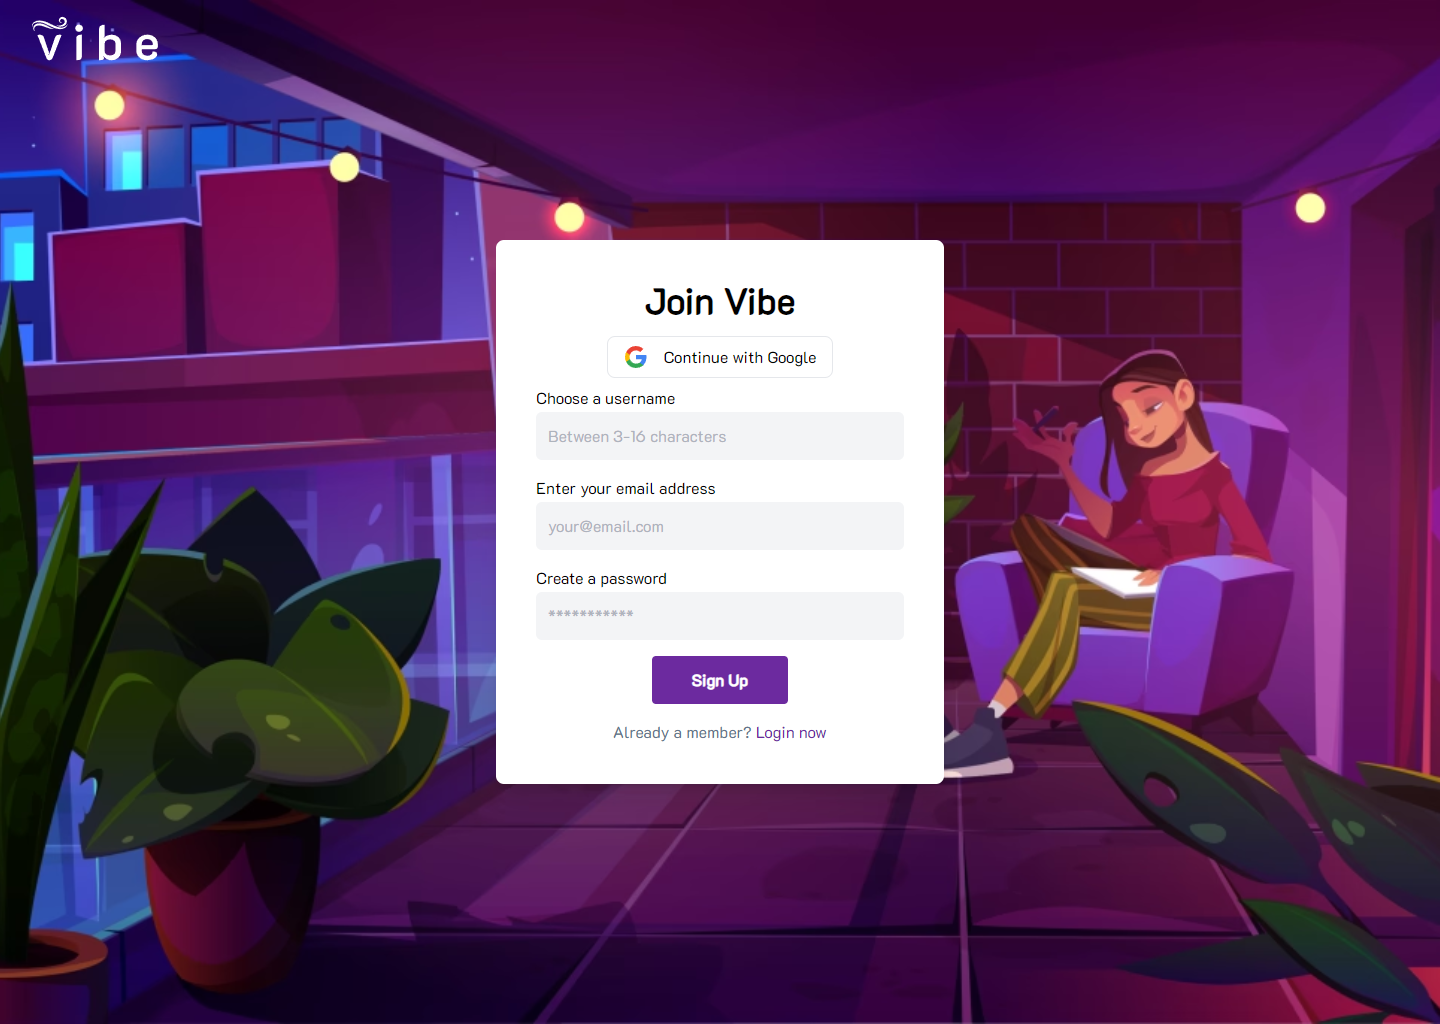 vibe
Join Vibe
Continue with Google
Choose a username
Between 3-16 characters
Enter your email address
your@email.com
Create a password
***********
Sign Up
Already a member? Login now